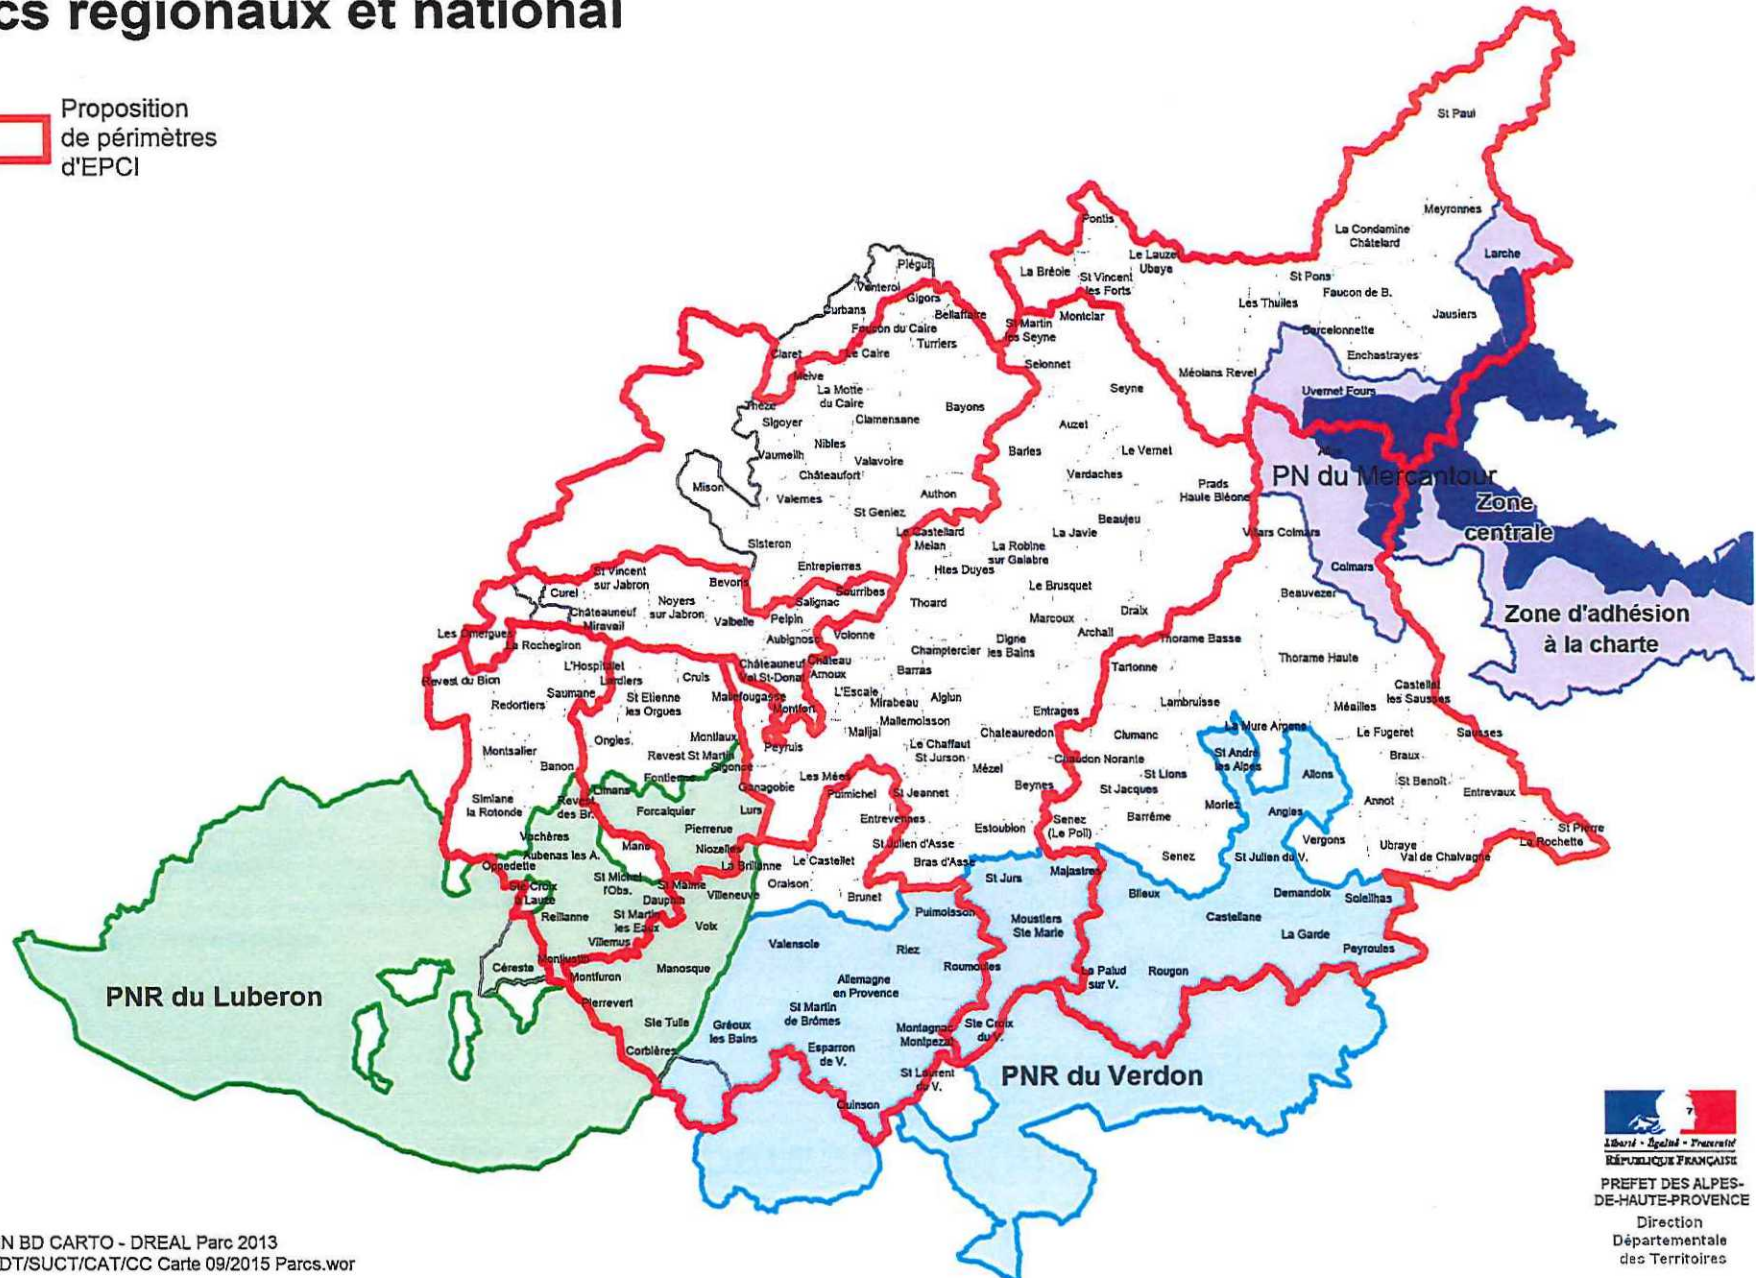 cs régionaux et national
Proposition
de périmètres
d'EPCI
St Paul
Meyronnes
La Condamine
Châtelard
Larche
Pontis
Le Lauzet
Ubaye
La Bréole
St Vincent
les Forts
St Pons
Faucon de B.
Les Thuiles
Jausiers
Barcelonnette
Enchastrayes
Méolans Revel
Uvernet Fours
Piégut
Venterol
Curbans
Gigors
Bellaffaire
Faucon du Caire
Turriers
Claret
Le Caire
Melve
La Motte
du Caire
St Martin
les Seyne
Montclar
Selonnet
Seyne
Thèze
Sigoyer
Clamensane
Bayons
Auzet
Nibles
Vaumeilh
Valavoire
Châteaufort
Barles
Le Vernet
Verdaches
Mison
Valernes
Authon
Prads
Haute Bléone
PN du Mercantour
Zone
centrale
St Geniez
Beaujeu
Le Castellard
Melan
La Javie
Villars Colmars
Sisteron
La Robine
sur Galabre
Entrepierres
Htes Duyes
Colmars
Le Brusquet
Beauvezer
Zone d'adhésion
à la charte
St Vincent
sur Jabron
Bevons
Curel
Noyers
sur Jabron
Salignac
Sourribes
Thoard
Châteauneuf
Miravail
Valbelle
Peipin
Marcoux
Draix
Les Omergues
Aubignosc
Volonne
Digne
les Bains
Archail
Thorame Basse
La Rochegiron
Champtercier
Thorame Haute
L'Hospitalet
Châteauneuf
Val St-Donat
Château
Arnoux
Barras
Tartonne
Revest du Bion
Lardiers
Cruis
Saumane
St Etienne
les Orgues
Mallefougasse
L'Escale
Mirabeau
Aiglun
Lambruisse
Castellet
les Sausses
Redortiers
Montfort
Mallemoisson
Entrages
Méailles
Ongles
Montlaux
Malijai
Chateauredon
Clumanc
La Mure Argens
Le Fugeret
Sausses
Montsalier
Revest St Martin
Peyruis
Le Chaffaut
St Jurson
Chaudon Norante
St André
les Alpes
Braux
Banon
Sigonce
Mézel
St Lions
Allons
St Benoit
Fontienne
Les Mées
Beynes
Limans
Ganagobie
Puimichel
St Jeannet
St Jacques
Entrevaux
Simiane
la Rotonde
Revest
des Br.
Forcalquier
Lurs
Moriez
Angles
Annot
Entrevennes
Estoublon
Senez
(Le Poil)
Barrême
St Pierre
Vachères
Pierrerue
Vergons
La Rochette
Mane
Niozelles
St Julien d'Asse
Ubraye
Aubenas les A.
Senez
St Julien du V.
Val de Chalvagne
Oppedette
La Brillanne
Le Castellet
Bras d'Asse
St Michel
l'Obs.
St Jurs
Majastres
Ste Croix
à Lauze
St Maime
Oraison
Blieux
Demandolx
Soleilhas
Dauphin
Villeneuve
Brunet
Reillanne
St Martin
les Eaux
Volx
Puimoisson
Moustiers
Ste Marie
Castellane
La Garde
Villemus
Valensole
Riez
Peyroules
Céreste
Montjustin
Montfuron
Manosque
Roumoules
La Palud
sur V.
Rougon
Allemagne
en Provence
PNR du Luberon
Pierrevert
St Martin
de Brômes
Ste Tulle
Gréoux
les Bains
Montagnac
Montpezat
Ste Croix
du V.
Corbières
Esparron
de V.
St Laurent
du V.
PNR du Verdon
Quinson
Liberté • Égalité • Fraternité
RÉPUBLIQUE FRANÇAISE
PREFET DES ALPES-
DE-HAUTE-PROVENCE
Direction
Départementale
des Territoires
N BD CARTO - DREAL Parc 2013
DT/SUCT/CAT/CC Carte 09/2015 Parcs.wor